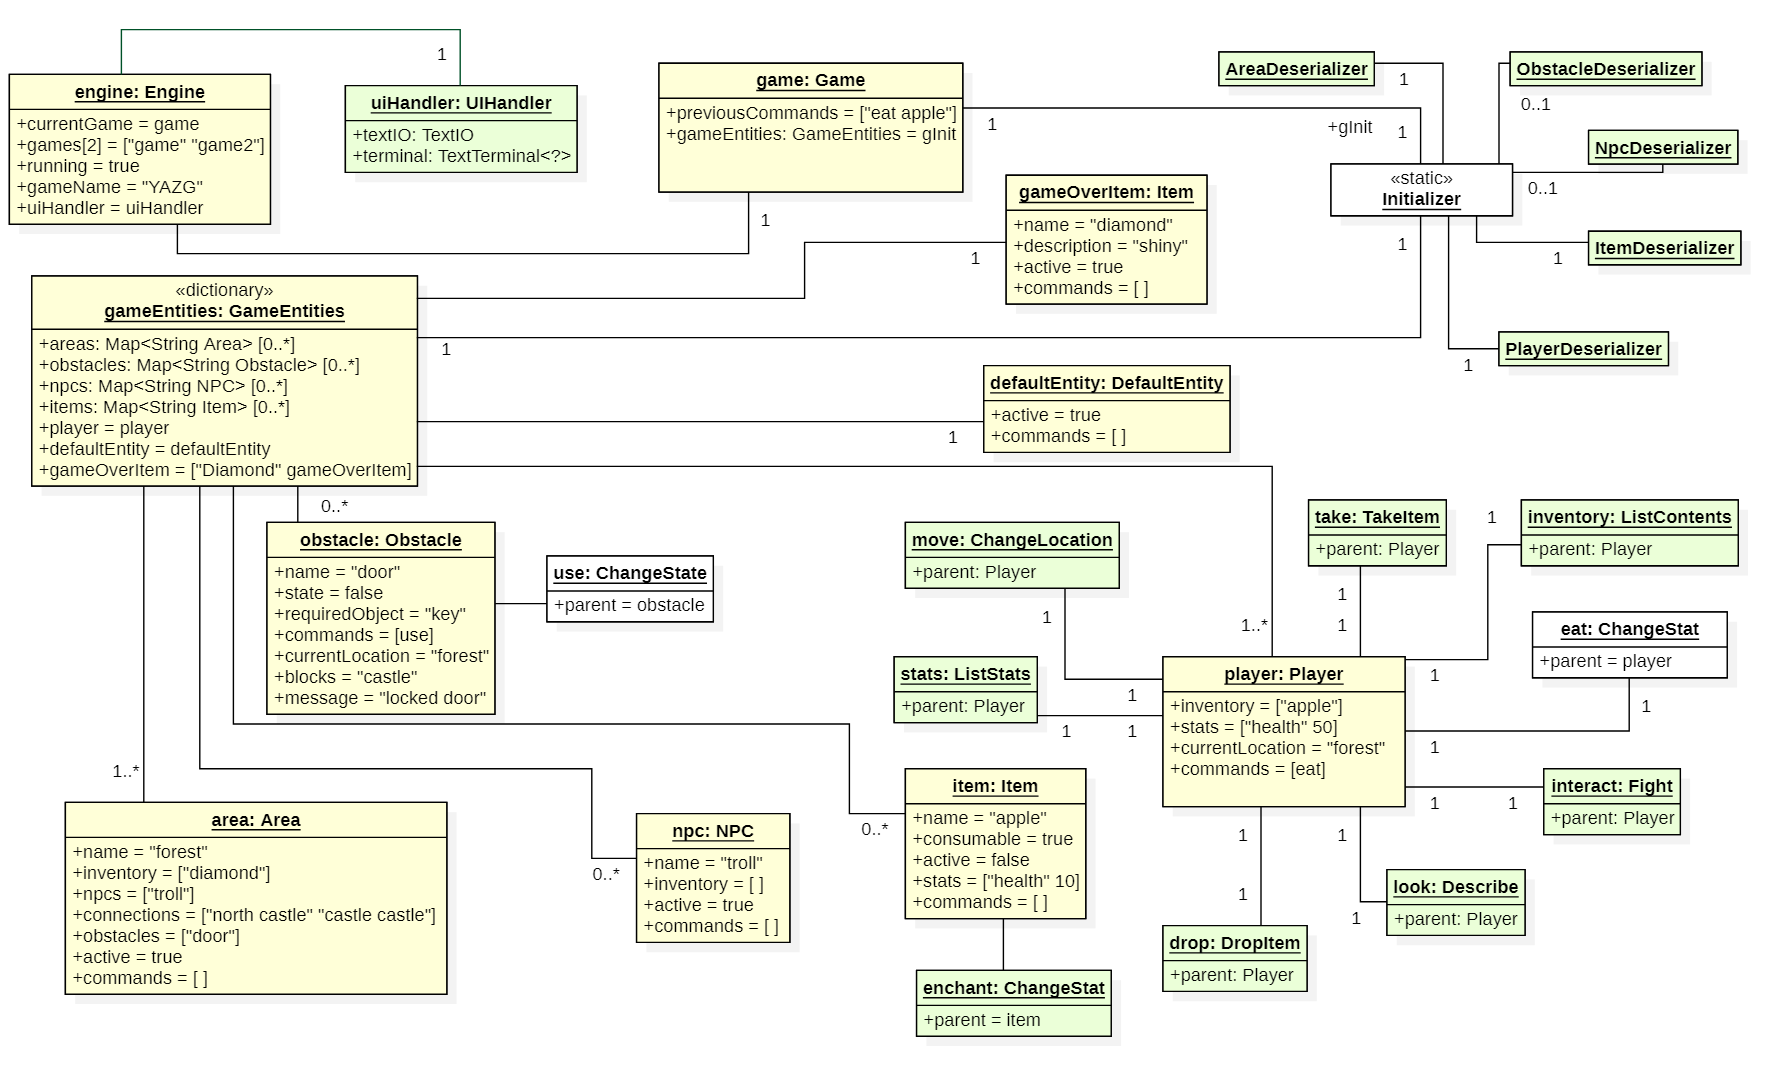 1
engine: Engine
+currentGame = game
+games[2] = ["game" "game2"]
+running = true
+gameName = "YAZG"
+uiHandler = uiHandler
uiHandler: UIHandler
+textIO: TextIO
+terminal: TextTerminal<?>
game: Game
+previousCommands = ["eat apple"]
+gameEntities: GameEntities = gInit
1
1
+gInit
1
AreaDeserializer
1
ObstacleDeserializer
0..1
NpcDeserializer
0..1
«static»
Initializer
1
ItemDeserializer
1
PlayerDeserializer
1
gameOverItem: Item
+name = "diamond"
+description = "shiny"
+active = true
+commands = [ ]
1
«dictionary»
gameEntities: GameEntities
+areas: Map<String Area> [0..*]
+obstacles: Map<String Obstacle> [0..*]
+npcs: Map<String NPC> [0..*]
+items: Map<String Item> [0..*]
+player = player
+defaultEntity = defaultEntity
+gameOverItem = ["Diamond" gameOverItem]
1
defaultEntity: DefaultEntity
+active = true
+commands = [ ]
1
0..*
obstacle: Obstacle
+name = "door"
+state = false
+requiredObject = "key"
+commands = [use]
+currentLocation = "forest"
+blocks = "castle"
+message = "locked door"
use: ChangeState
+parent = obstacle
move: ChangeLocation
+parent: Player
1
1
take: TakeItem
+parent: Player
1
1
1..*
inventory: ListContents
+parent: Player
1
1
stats: ListStats
+parent: Player
1
1
player: Player
+inventory = ["apple"]
+stats = ["health" 50]
+currentLocation = "forest"
+commands = [eat]
eat: ChangeStat
+parent = player
1
1
interact: Fight
+parent: Player
1
1
1..*
area: Area
+name = "forest"
+inventory = ["diamond"]
+npcs = ["troll"]
+connections = ["north castle" "castle castle"]
+obstacles = ["door"]
+active = true
+commands = [ ]
0..*
npc: NPC
+name = "troll"
+inventory = [ ]
+active = true
+commands = [ ]
0..*
item: Item
+name = "apple"
+consumable = true
+active = false
+stats = ["health" 10]
+commands = [ ]
enchant: ChangeStat
+parent = item
1
1
drop: DropItem
+parent: Player
1
1
look: Describe
+parent: Player